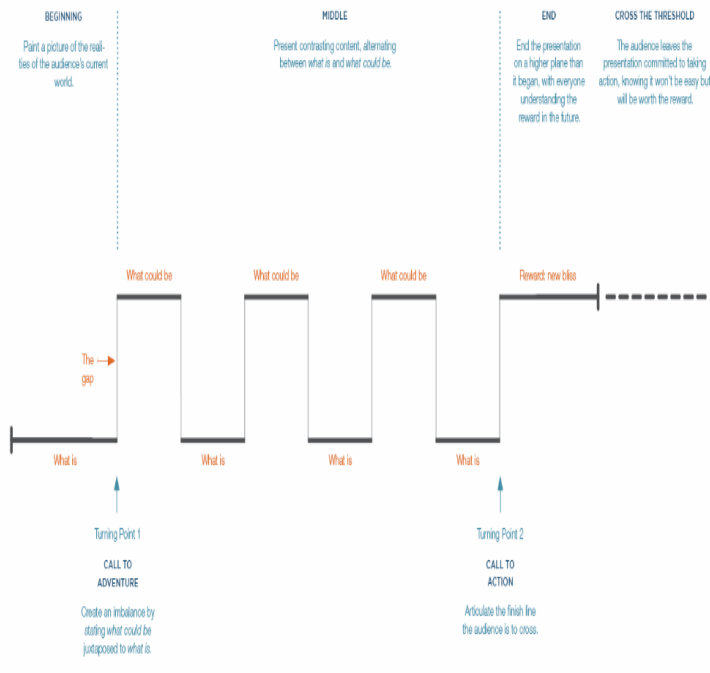 BEGINNING
Paint a picture of the reali-
ties of the audience's current
world.
MIDDLE
Present contrasting content, alternating
between what is and what could be.
END
End the presentation
on a higher plane than
it began, with everyone
understanding the
reward in the future.
CROSS THE THRESHOLD
The audience leaves the
presentation committed to taking
action, knowing it won't be easy but
will be worth the reward.
What could be
What could be
What could be
Reward: new bliss
The
gap
What is
What is
What is
What is
Turning Point 1
CALL TO
ADVENTURE
Create an imbalance by
stating what could be
juxtaposed to what is.
Turning Point 2
CALL TO
ACTION
Articulate the finish line
the audience is to cross.